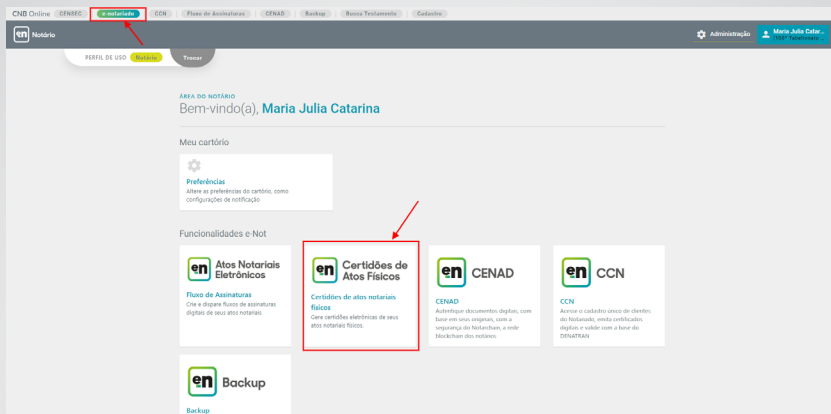 CNB Online CENSEC e-notariado CCN Fluxo de Assinaturas CENAD Backup Busca Testamento Cadastro
en Notário Administração Maria Julia Catar...
PERFIL DE USO Notário Trocar
ÁREA DO NOTÁRIO
Bem-vindo(a), Maria Julia Catarina
Meu cartório
Preferências
Altere as preferências do cartório, como
configurações de notificação
Funcionalidades e-Not
en Atos Notariais
Eletrônicos
Fluxo de Assinaturas
Crie e dispare fluxos de assinaturas
digitais de seus atos notariais
en Certidões de
Atos Físicos
Certidões de atos notariais
físicos
Gere certidões eletrônicas de seus
atos notariais físicos.
en CENAD
CENAD
Autentique documentos digitais, com
base em seus originais, com a
segurança do Notarchain, a rede
blockchain dos notários
en CCN
CCN
Acesse o cadastro único de clientes
do Notariado, emita certificados
digitais e valide com a base do
DENATRAN.
en Backup
Backup